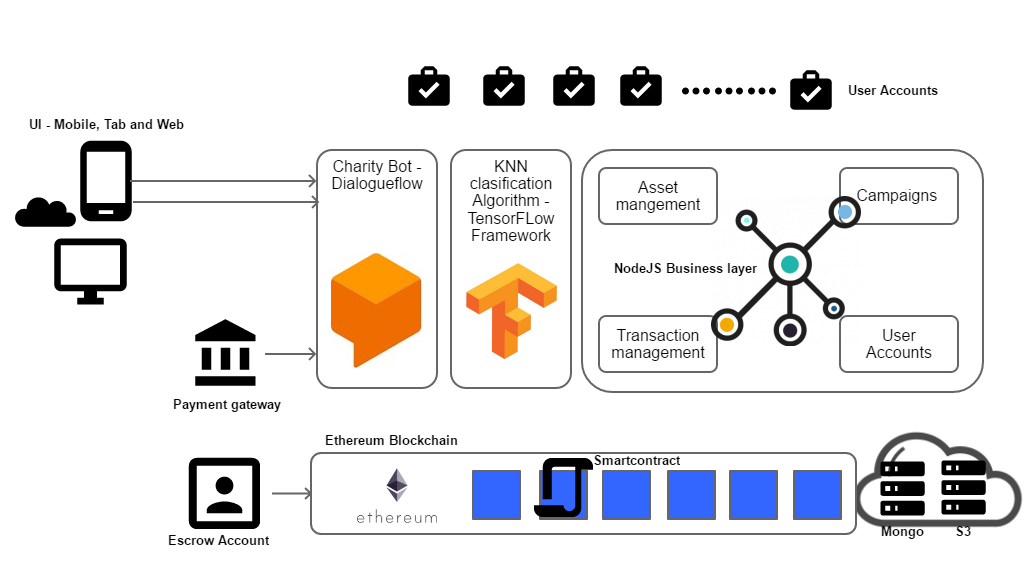 User Accounts
UI - Mobile, Tab and Web
Charity Bot -
Dialogueflow
KNN
clasification
Algorithm -
TensorFLow
Framework
Asset
mangement
Campaigns
NodeJS Business layer
Transaction
management
User
Accounts
Payment gateway
Ethereum Blockchain
Smartcontract
ethereum
Escrow Account
Mongo
S3